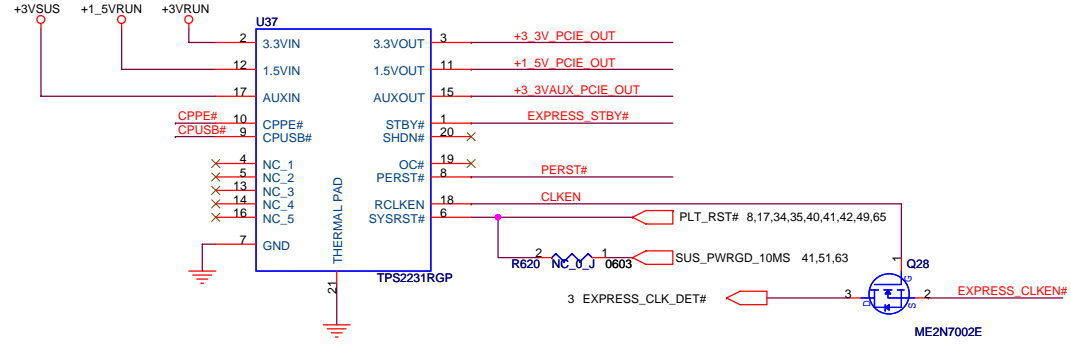 +3VSUS +1_5VRUN +3VRUN
U37
2 3.3VIN 3.3VOUT 3 +3_3V_PCIE_OUT
12 1.5VIN 1.5VOUT 11 +1_5V_PCIE_OUT
17 AUXIN AUXOUT 15 +3_3VAUX_PCIE_OUT
CPPE# 10 CPPE# STBY# 1 EXPRESS_STBY#
CPUSB# 9 CPUSB# SHDN# 20
4 NC_1 OC# 19
5 NC_2 PERST# 8 PERST#
13 NC_3
14 NC_4 RCLKEN 18 CLKEN
16 NC_5 SYSRST# 6 PLT_RST# 8,17,34,35,40,41,42,49,65
7 GND
THERMAL PAD
21
TPS2231RGP
R620 2 NC_0_J 1 0603 SUS_PWRGD_10MS 41,51,63
1 Q28
G
3 EXPRESS_CLK_DET# 3 D S 2 EXPRESS_CLKEN#
ME2N7002E